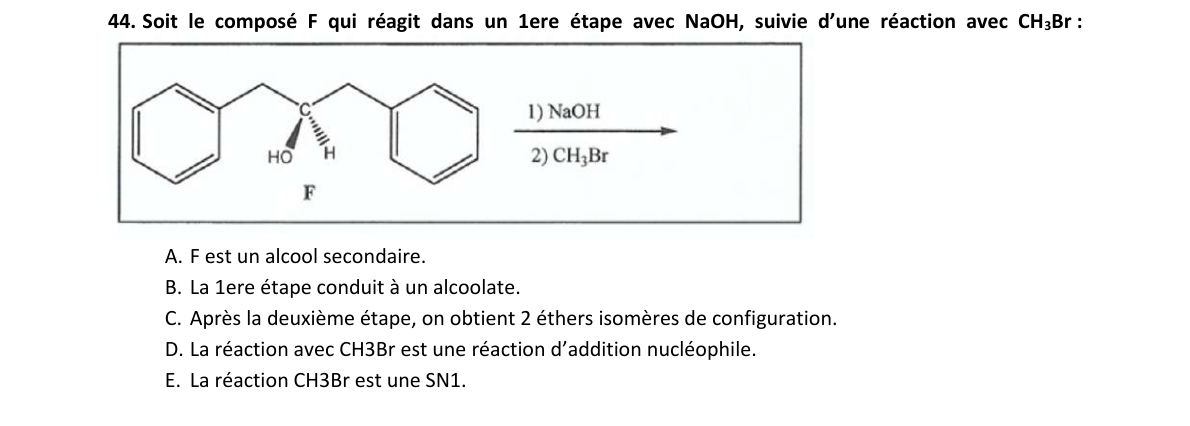 44. Soit le composé F qui réagit dans un 1ere étape avec NaOH, suivie d’une réaction avec CH₃Br :
1) NaOH
C
2) CH₃Br
HO H
F
A. F est un alcool secondaire.
B. La 1ere étape conduit à un alcoolate.
C. Après la deuxième étape, on obtient 2 éthers isomères de configuration.
D. La réaction avec CH3Br est une réaction d’addition nucléophile.
E. La réaction CH3Br est une SN1.